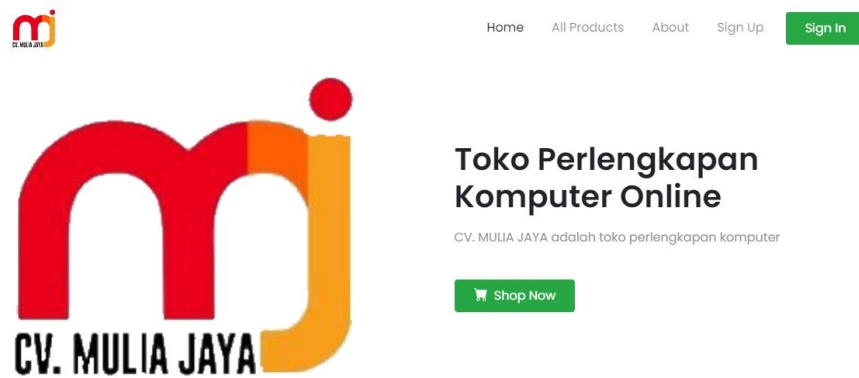 CV. MULIA JAYA
Home All Products About Sign Up Sign In
Toko Perlengkapan
Komputer Online
CV. MULIA JAYA adalah toko perlengkapan komputer
Shop Now
mj
CV. MULIA JAYA